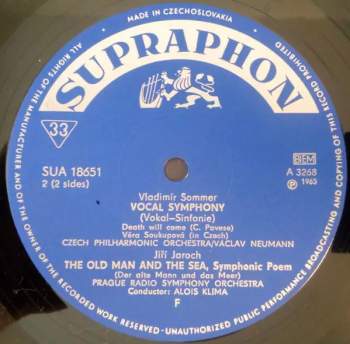 MADE IN CZECHOSLOVAKIA
ALL RIGHTS OF THE MANUFACTURER AND OF THE OWNER OF THE RECORDED WORK RESERVED-UNAUTHORIZED PUBLIC PERFORMANCE BROADCASTING AND COPYING OF THIS RECORD PROHIBITED
SUPRAPHON
33
SUA 18651
2 (2 sides)
BIEM
A 3268
Ⓟ 1965
Vladimír Sommer
VOCAL SYMPHONY
(Vokal-Sinfonie)
Death will come (C. Pavese)
Věra Soukupová (in Czech)
CZECH PHILHARMONIC ORCHESTRA/VÁCLAV NEUMANN
Jiří Jaroch
THE OLD MAN AND THE SEA, Symphonic Poem
(Der alte Mann und das Meer)
PRAGUE RADIO SYMPHONY ORCHESTRA
Conductor: ALOIS KLIMA
F